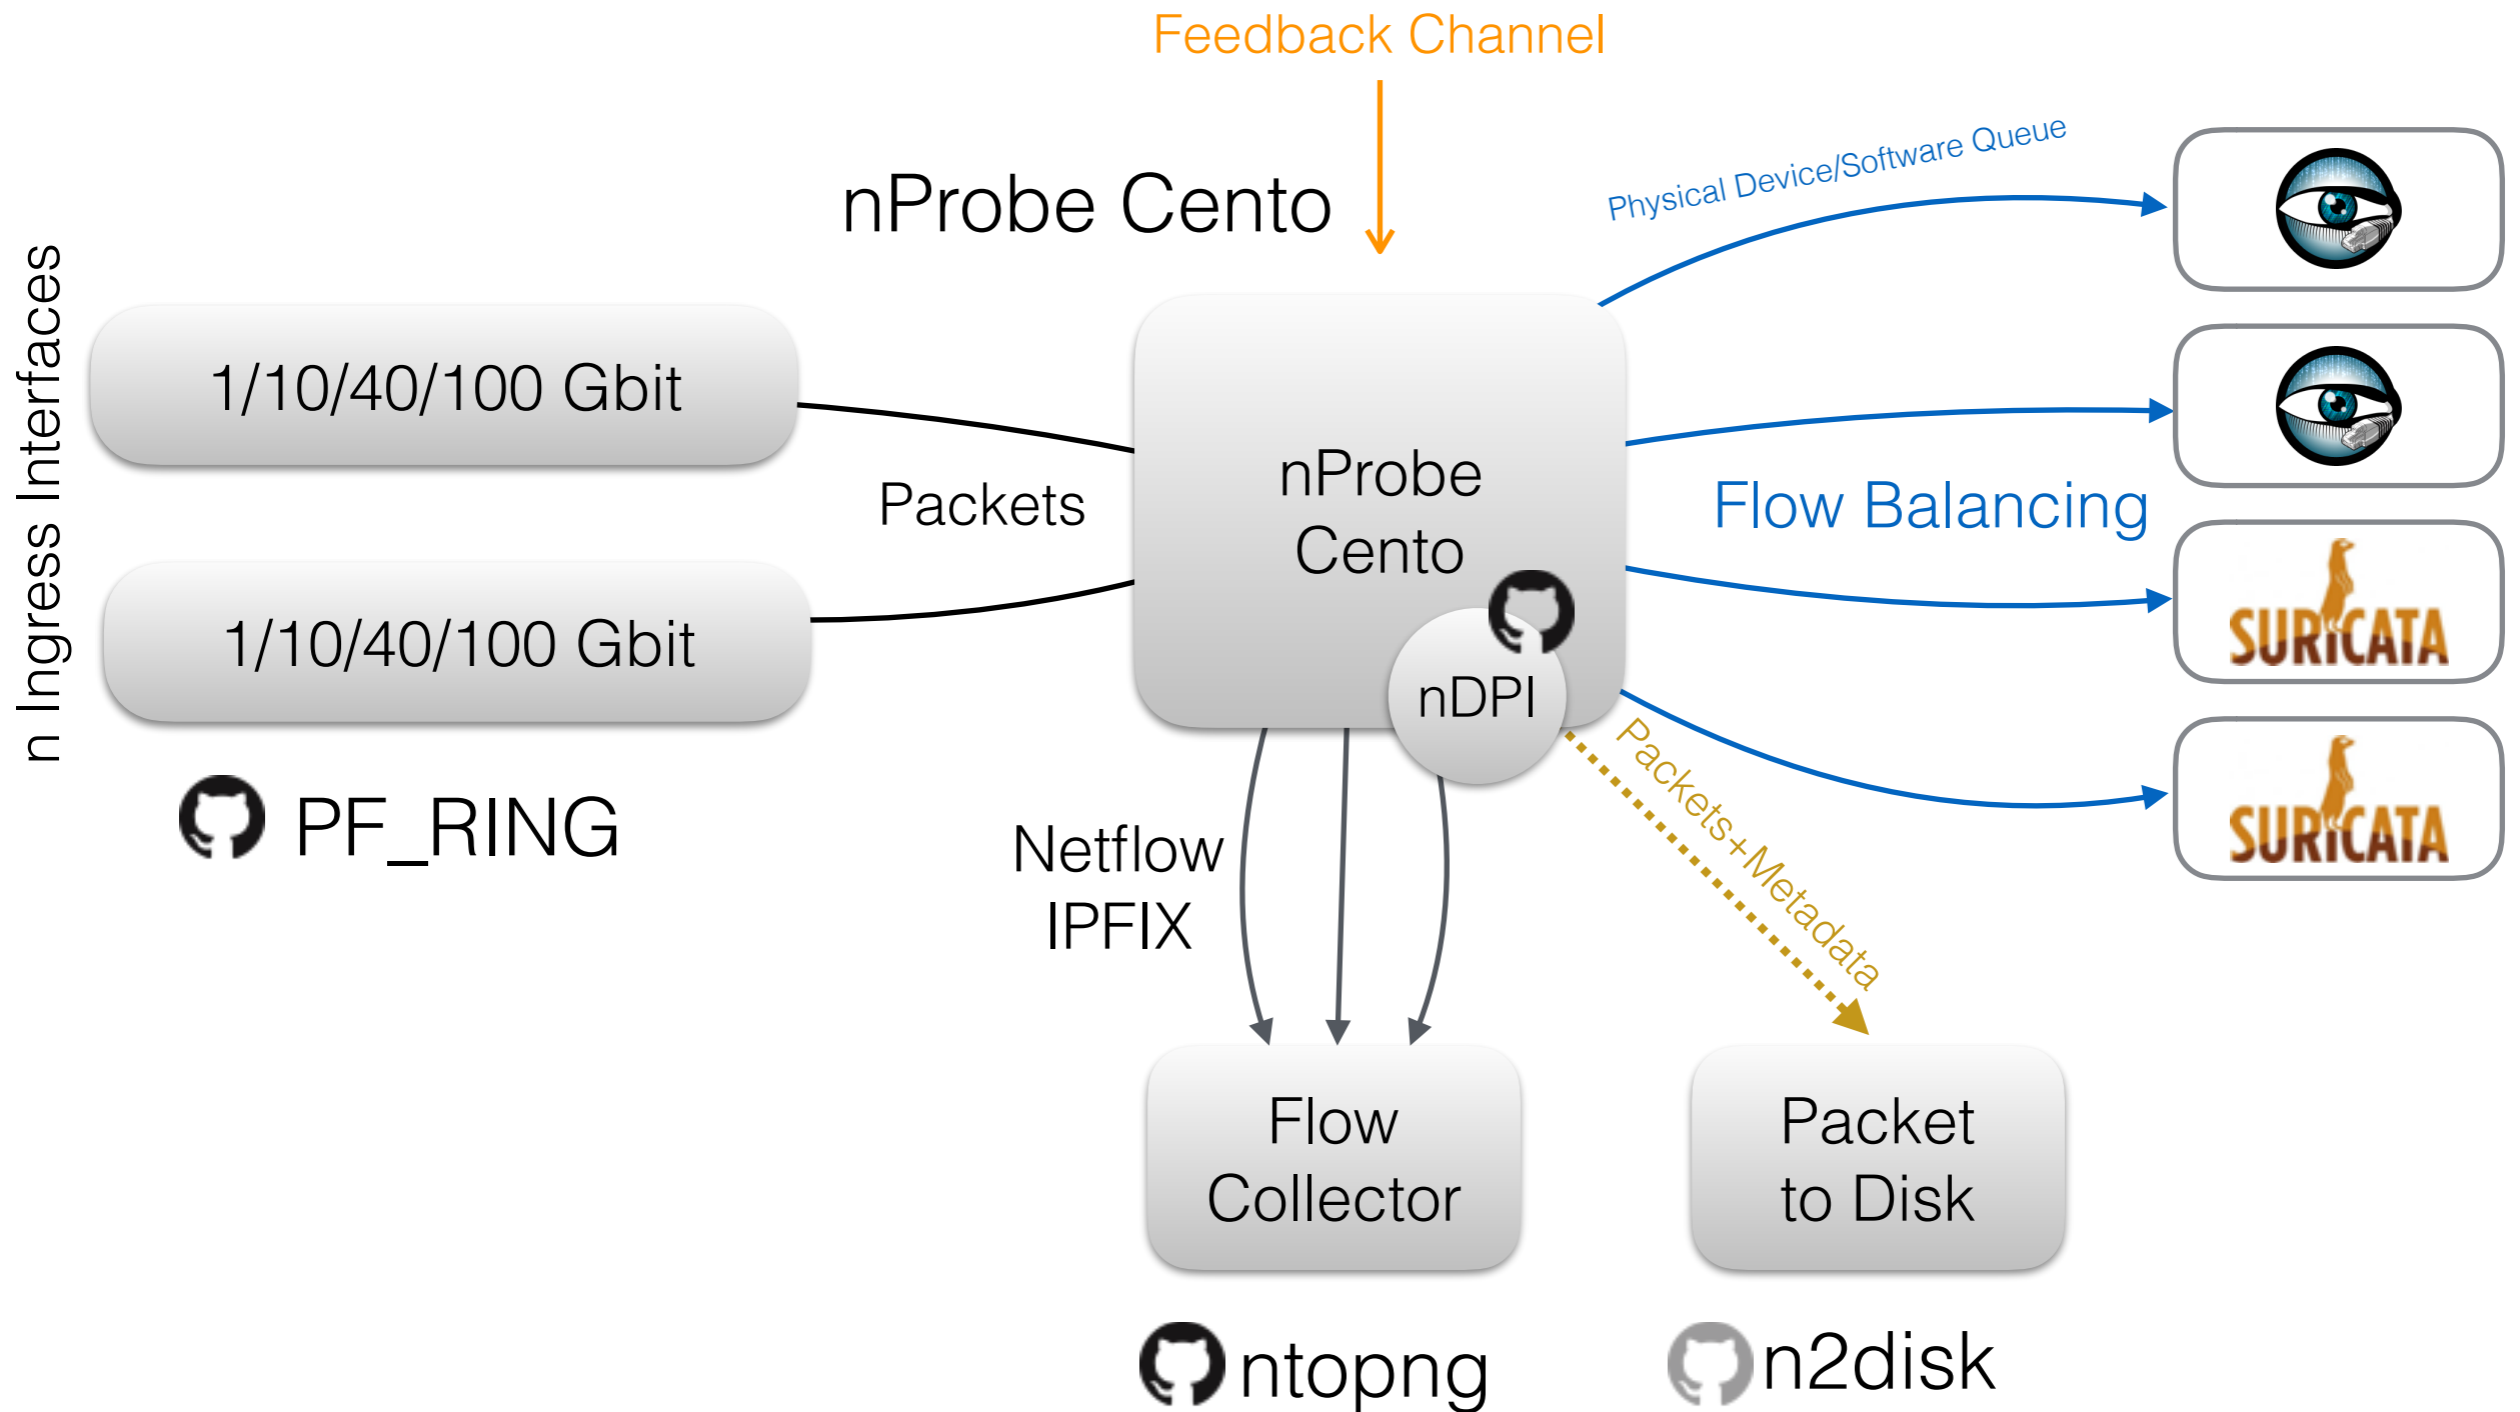 Feedback Channel
nProbe Cento
Physical Device/Software Queue
n Ingress Interfaces
1/10/40/100 Gbit
Packets
nProbe
Cento
Flow Balancing
1/10/40/100 Gbit
nDPI
SURICATA
SURICATA
PF_RING
Netflow
IPFIX
Packets+Metadata
Flow
Collector
Packet
to Disk
ntopng
n2disk